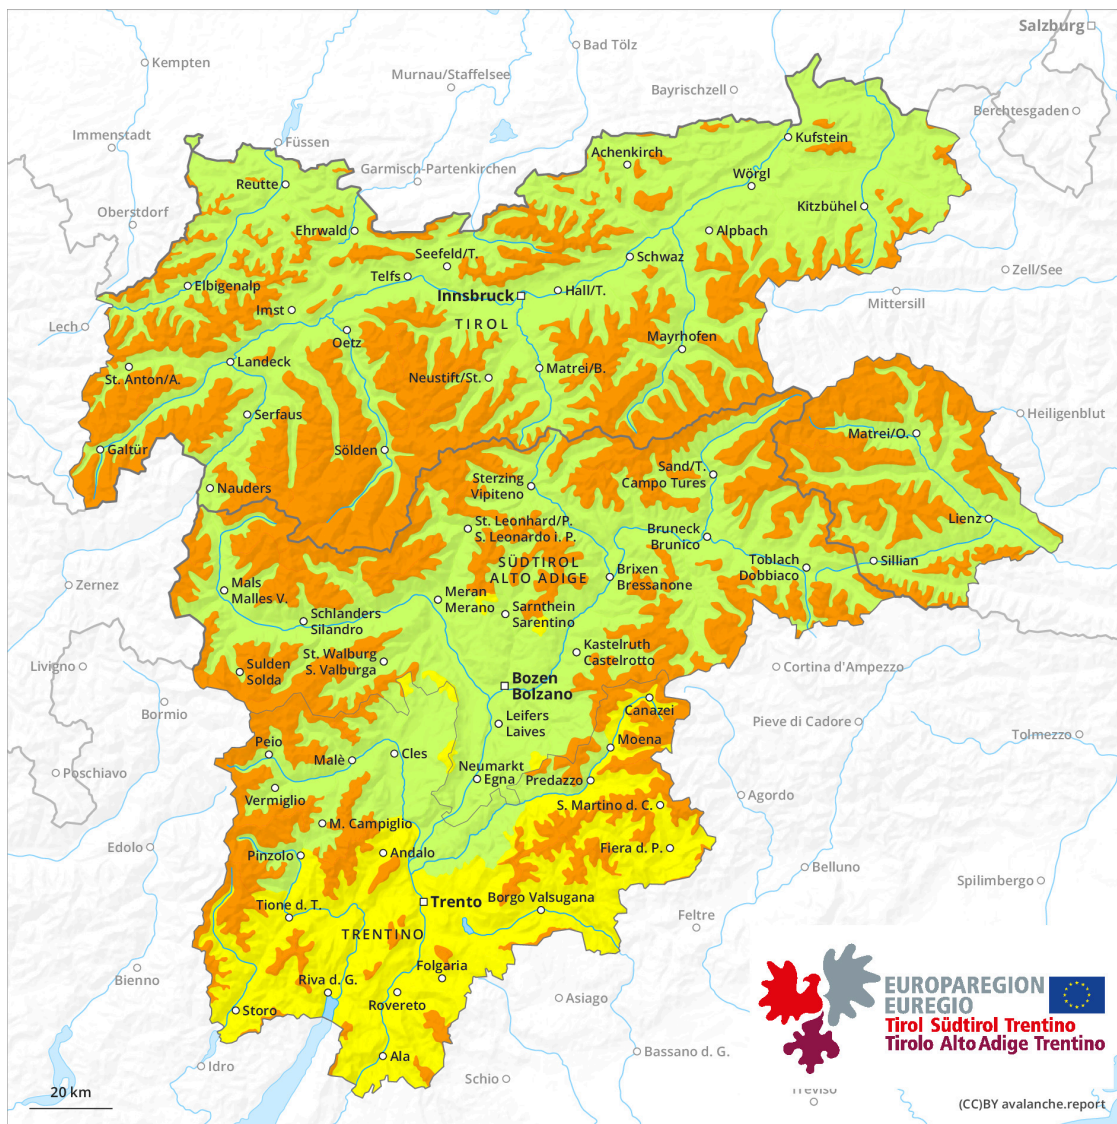 Salzburg
Bad Tölz
Kempten
Murnau/Staffelsee
Bayrischzell
Berchtesgaden
Immenstadt
Füssen
Kufstein
Achenkirch
Garmisch-Partenkirchen
Wörgl
Reutte
Kitzbühel
Oberstdorf
Ehrwald
Alpbach
Seefeld/T.
Schwaz
Zell/See
Telfs
Elbigenalp
Innsbruck
Hall/T.
Mittersill
Imst
TIROL
Lech
Oetz
Mayrhofen
Landeck
Matrei/B.
St. Anton/A.
Neustift/St.
Serfaus
Heiligenblut
Matrei/O.
Galtür
Sölden
Sand/T.
Campo Tures
Sterzing
Vipiteno
Nauders
St. Leonhard/P.
S. Leonardo i. P.
Lienz
Bruneck
Brunico
SÜDTIROL
ALTO ADIGE
Toblach
Dobbiaco
Sillian
Brixen
Bressanone
Zernez
Mals
Malles V.
Meran
Merano
Sarnthein
Sarentino
Schlanders
Silandro
Kastelruth
Castelrotto
St. Walburg
S. Valburga
Livigno
Sulden
Solda
Cortina d'Ampezzo
Bozen
Bolzano
Canazei
Bormio
Leifers
Laives
Pieve di Cadore
Moena
Tolmezzo
Peio
Cles
Malè
Neumarkt
Egna
Predazzo
Poschiavo
Vermiglio
Agordo
S. Martino d. C.
M. Campiglio
Edolo
Fiera d. P.
Andalo
Pinzolo
Belluno
Spilimbergo
Borgo Valsugana
Trento
Tione d. T.
Feltre
TRENTINO
Folgaria
Bienno
Riva d. G.
EUROPAREGION
EUREGIO
Asiago
Rovereto
Storo
Tirol Südtirol Trentino
Tirolo Alto Adige Trentino
Bassano d. G.
Ala
Idro
Schio
Treviso
20 km
(CC)BY avalanche.report